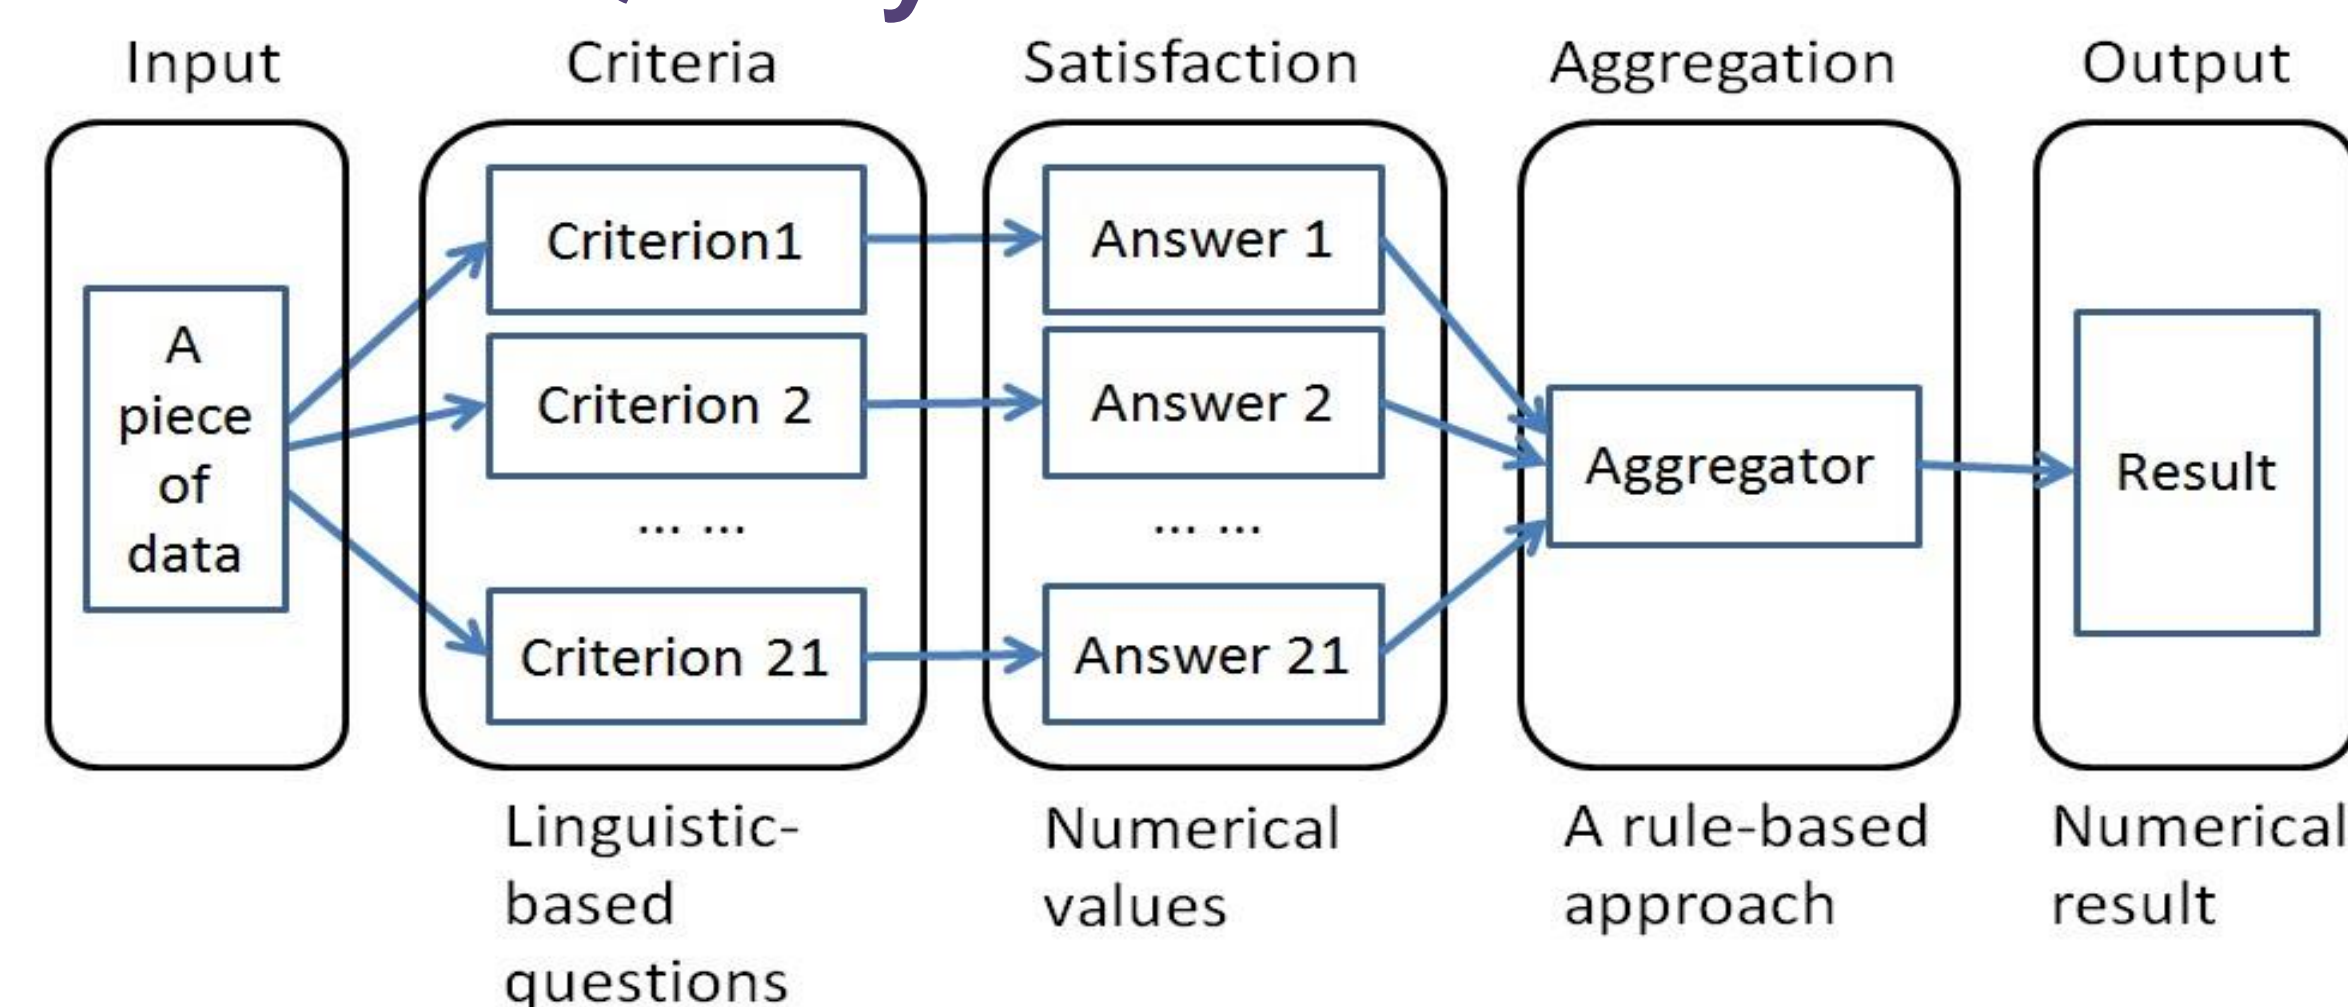 Input
Criteria
Satisfaction
Aggregation
Output
A
piece
of
data
Criterion1
Criterion 2
... ...
Criterion 21
Answer 1
Answer 2
... ...
Answer 21
Aggregator
Result
Linguistic-
based
questions
Numerical
values
A rule-based
approach
Numerical
result